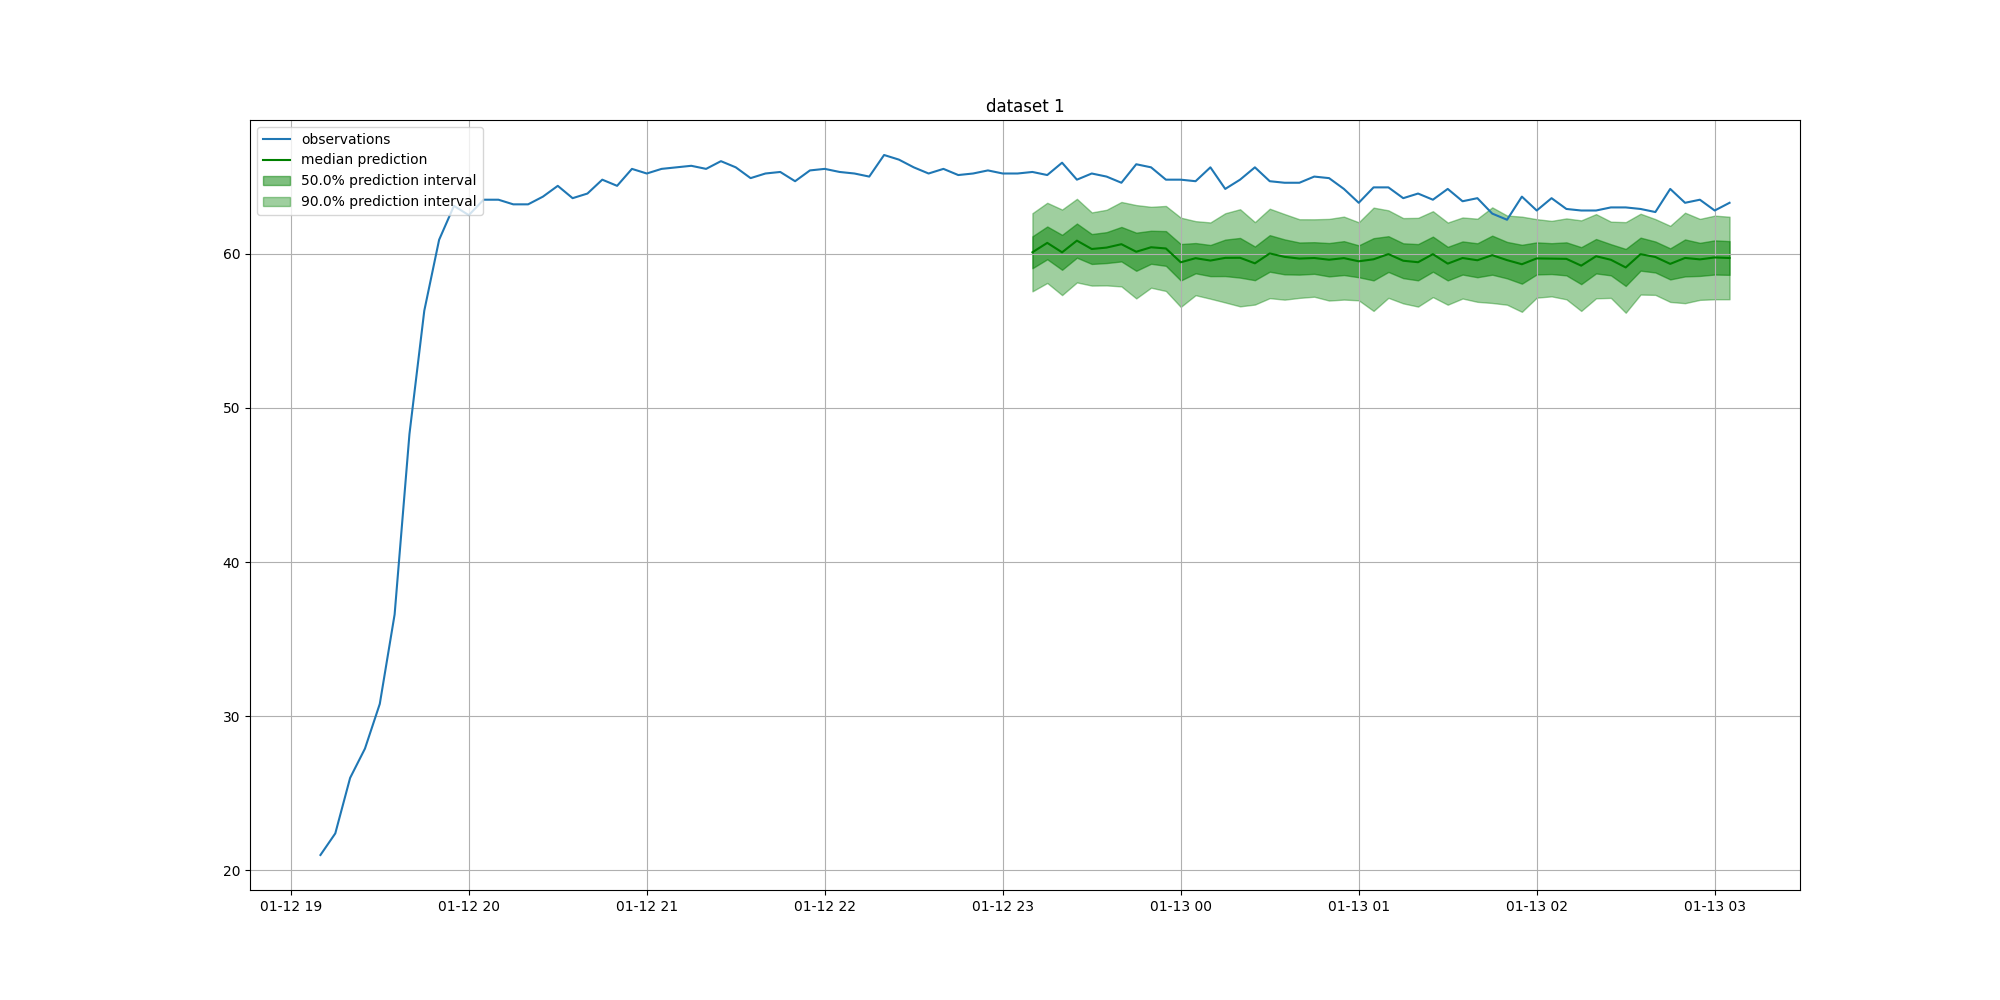 dataset 1
observations
median prediction
50.0% prediction interval
90.0% prediction interval
60
50
40
30
20
01-12 19
01-12 20
01-12 21
01-12 22
01-12 23
01-13 00
01-13 01
01-13 02
01-13 03